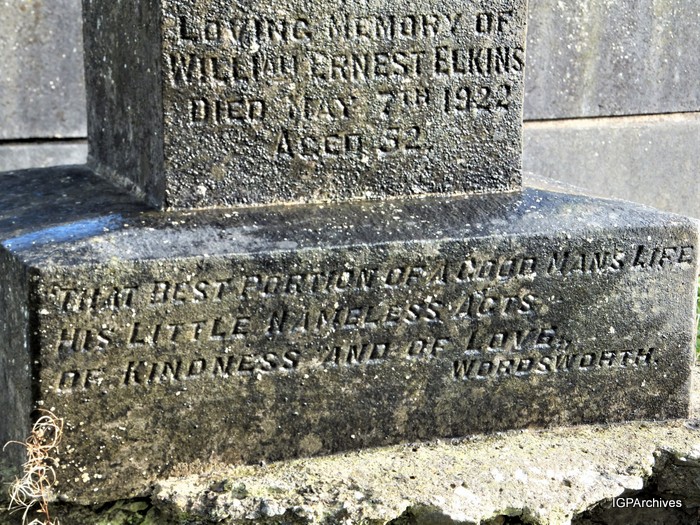 LOVING MEMORY OF
WILLIAM ERNEST ELKINS
DIED MAY 7TH 1922
AGED 52.
"THAT BEST PORTION OF A GOOD MANS LIFE
HIS LITTLE NAMELESS ACTS
OF KINDNESS AND OF LOVE.
WORDSWORTH.
IGPArchives